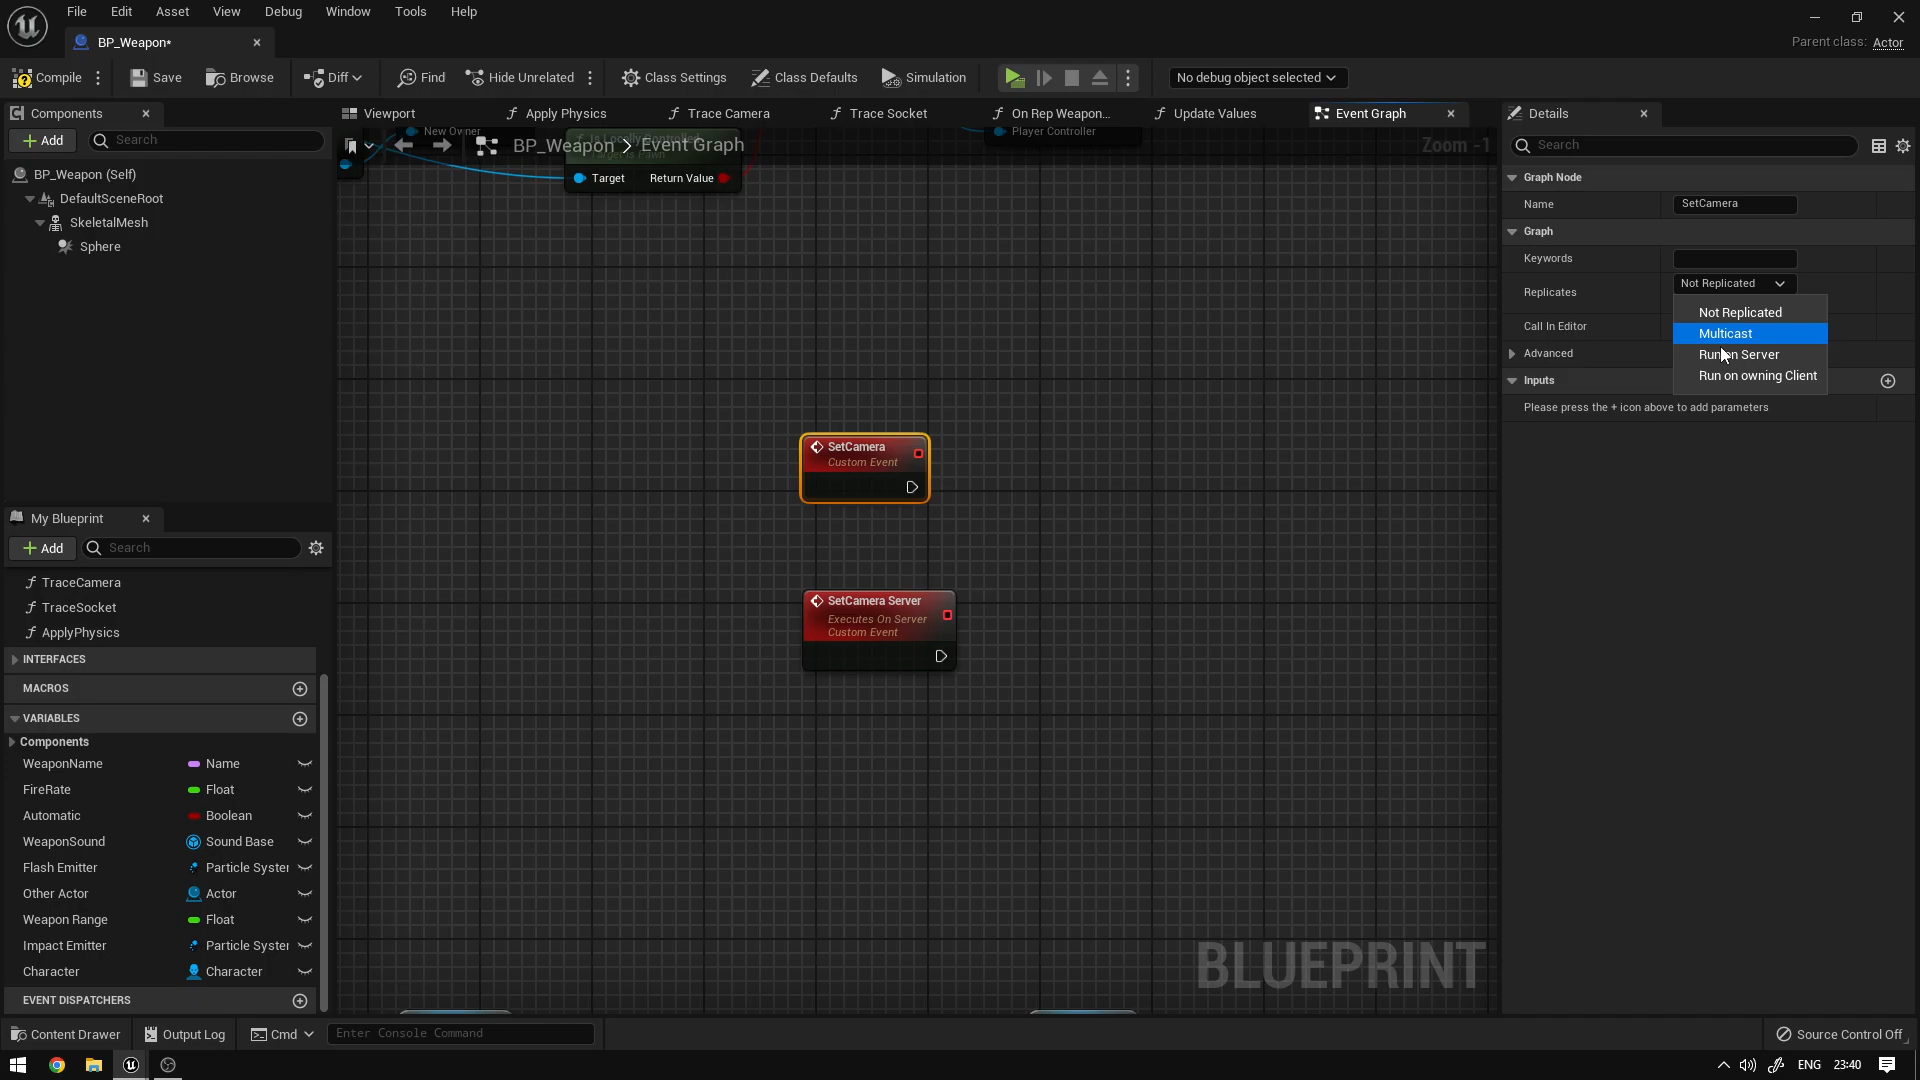 File Edit Asset View Debug Window Tools Help
BP_Weapon*
Parent class: Actor
Compile Save Browse Diff Find Hide Unrelated Class Settings Class Defaults Simulation No debug object selected
Components
Viewport Apply Physics Trace Camera Trace Socket On Rep Weapon... Update Values Event Graph
Details
Add Search
BP_Weapon (Self)
DefaultSceneRoot
SkeletalMesh
Sphere
New Owner
Is Locally Controlled
Target is Pawn
Target Return Value
Player Controller
BP_Weapon > Event Graph
Zoom -1
SetCamera
Custom Event
SetCamera Server
Executes On Server
Custom Event
BLUEPRINT
Search
Graph Node
Name SetCamera
Graph
Keywords
Replicates Not Replicated
Not Replicated
Multicast
Run on Server
Run on owning Client
Call In Editor
Advanced
Inputs
Please press the + icon above to add parameters
My Blueprint
Add Search
TraceCamera
TraceSocket
ApplyPhysics
INTERFACES
MACROS
VARIABLES
Components
WeaponName Name
FireRate Float
Automatic Boolean
WeaponSound Sound Base
Flash Emitter Particle Syster
Other Actor Actor
Weapon Range Float
Impact Emitter Particle Syster
Character Character
EVENT DISPATCHERS
Content Drawer Output Log Cmd Enter Console Command Source Control Off
ENG 23:40